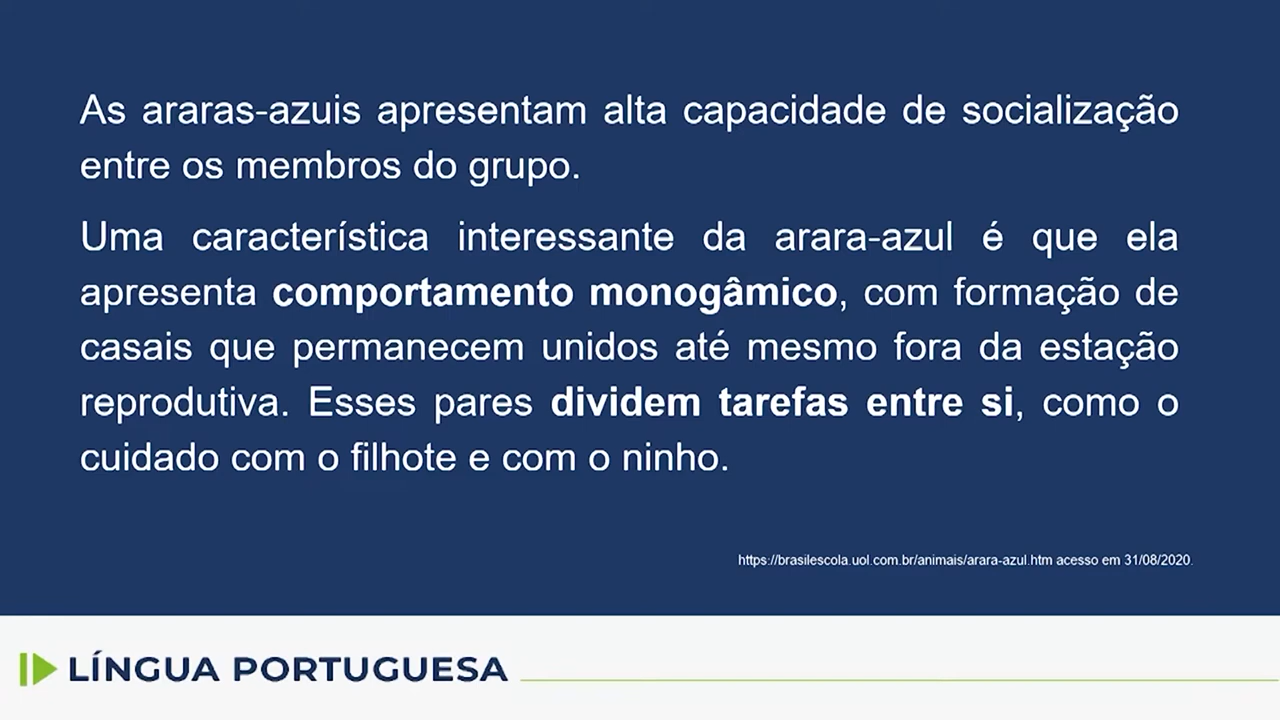 As araras-azuis apresentam alta capacidade de socialização
entre os membros do grupo.
Uma característica interessante da arara-azul é que ela
apresenta comportamento monogâmico, com formação de
casais que permanecem unidos até mesmo fora da estação
reprodutiva. Esses pares dividem tarefas entre si, como o
cuidado com o filhote e com o ninho.
https://brasilescola.uol.com.br/animais/arara-azul.htm acesso em 31/08/2020.
LÍNGUA PORTUGUESA